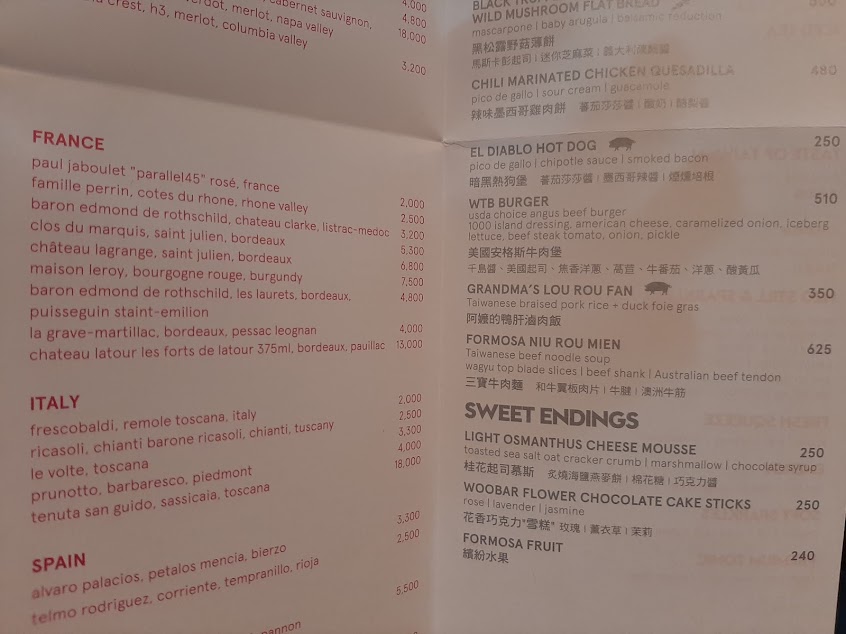 cabernet sauvignon,
4,000
verdot, merlot, napa valley
4,800
crest, h3, merlot, columbia valley
18,000
3,200
FRANCE
paul jaboulet "parallel45" rosé, france
famille perrin, cotes du rhone, rhone valley
2,000
baron edmond de rothschild, chateau clarke, listrac-medoc
2,500
clos du marquis, saint julien, bordeaux
3,200
château lagrange, saint julien, bordeaux
5,300
maison leroy, bourgogne rouge, burgundy
6,800
baron edmond de rothschild, les laurets, bordeaux,
7,500
puisseguin staint-emilion
4,800
la grave-martillac, bordeaux, pessac leognan
4,000
chateau latour les forts de latour 375ml, bordeaux, pauillac
13,000
ITALY
frescobaldi, remole toscana, italy
2,000
ricasoli, chianti barone ricasoli, chianti, tuscany
2,500
le volte, toscana
3,300
prunotto, barbaresco, piedmont
4,000
tenuta san guido, sassicaia, toscana
18,000
SPAIN
3,300
alvaro palacios, petalos mencia, bierzo
2,500
telmo rodriguez, corriente, tempranillo, rioja
5,500
WILD MUSHROOM FLAT BREAD
mascarpone | baby arugula | balsamic reduction
黑松露野菇薄餅
馬斯卡彭起司 | 迷你芝麻菜 | 義大利
CHILI MARINATED CHICKEN QUESADILLA 480
pico de gallo | sour cream | guacamole
辣味墨西哥雞肉餅 蕃茄莎莎醬 | 酸奶 | 酪梨醬
EL DIABLO HOT DOG 250
pico de gallo | chipotle sauce | smoked bacon
暗黑熱狗堡 蕃茄莎莎醬 | 墨西哥辣醬 | 煙燻培根
WTB BURGER 510
usda choice angus beef burger
1000 island dressing, american cheese, caramelized onion, iceberg
lettuce, beef steak tomato, onion, pickle
美國安格斯牛肉堡
千島醬、美國起司、焦香洋蔥、萵苣、牛番茄、洋蔥、酸黃瓜
GRANDMA'S LOU ROU FAN 350
Taiwanese braised pork rice + duck foie gras
阿嬤的鴨肝滷肉飯
FORMOSA NIU ROU MIEN 625
Taiwanese beef noodle soup
wagyu top blade slices | beef shank | Australian beef tendon
三寶牛肉麵 和牛翼板肉片 | 牛腱 | 澳洲牛筋
SWEET ENDINGS
LIGHT OSMANTHUS CHEESE MOUSSE 250
toasted sea salt oat cracker crumb | marshmallow | chocolate syrup
桂花起司慕斯 炙燒海鹽燕麥餅 | 棉花糖 | 巧克力醬
WOOBAR FLOWER CHOCOLATE CAKE STICKS 250
rose | lavender | jasmine
花香巧克力"雪糕" 玫瑰 | 薰衣草 | 茉莉
FORMOSA FRUIT 240
繽紛水果